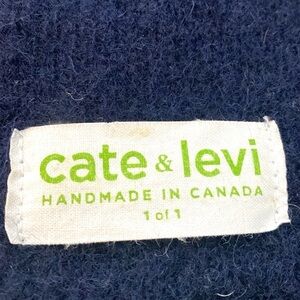 cate & levi
HANDMADE IN CANADA
1 of 1